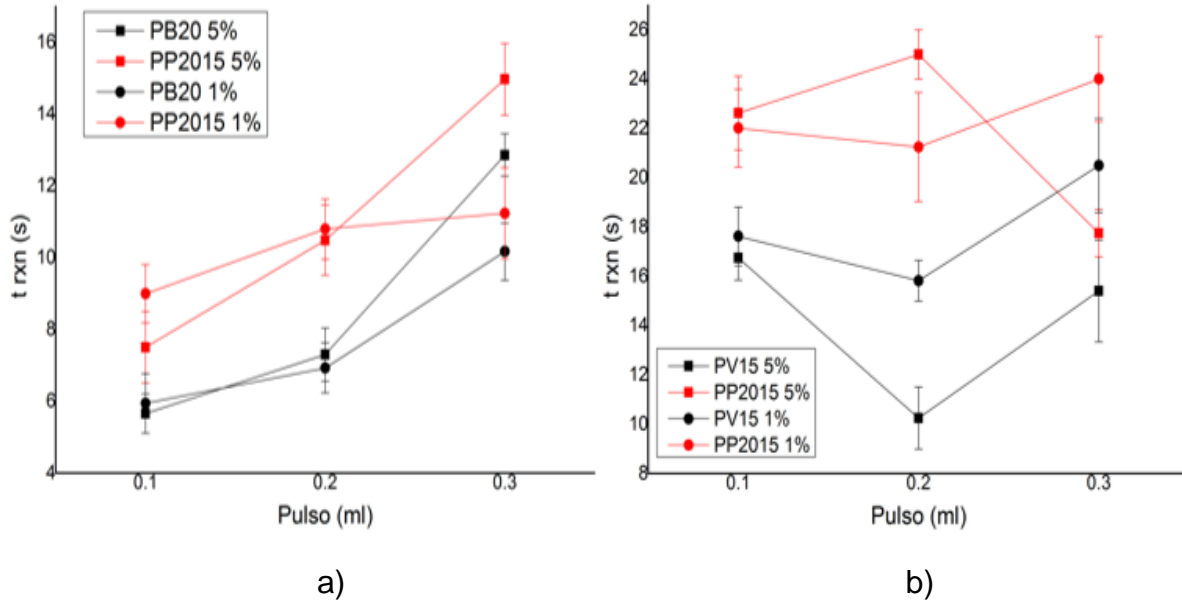 16
14
12
10
8
6
4
t rxn (s)
PB20 5%
PP2015 5%
PB20 1%
PP2015 1%
0.1
0.2
0.3
Pulso (ml)
a)
26
24
22
20
18
16
14
12
10
8
t rxn (s)
PV15 5%
PP2015 5%
PV15 1%
PP2015 1%
0.1
0.2
0.3
Pulso (ml)
b)